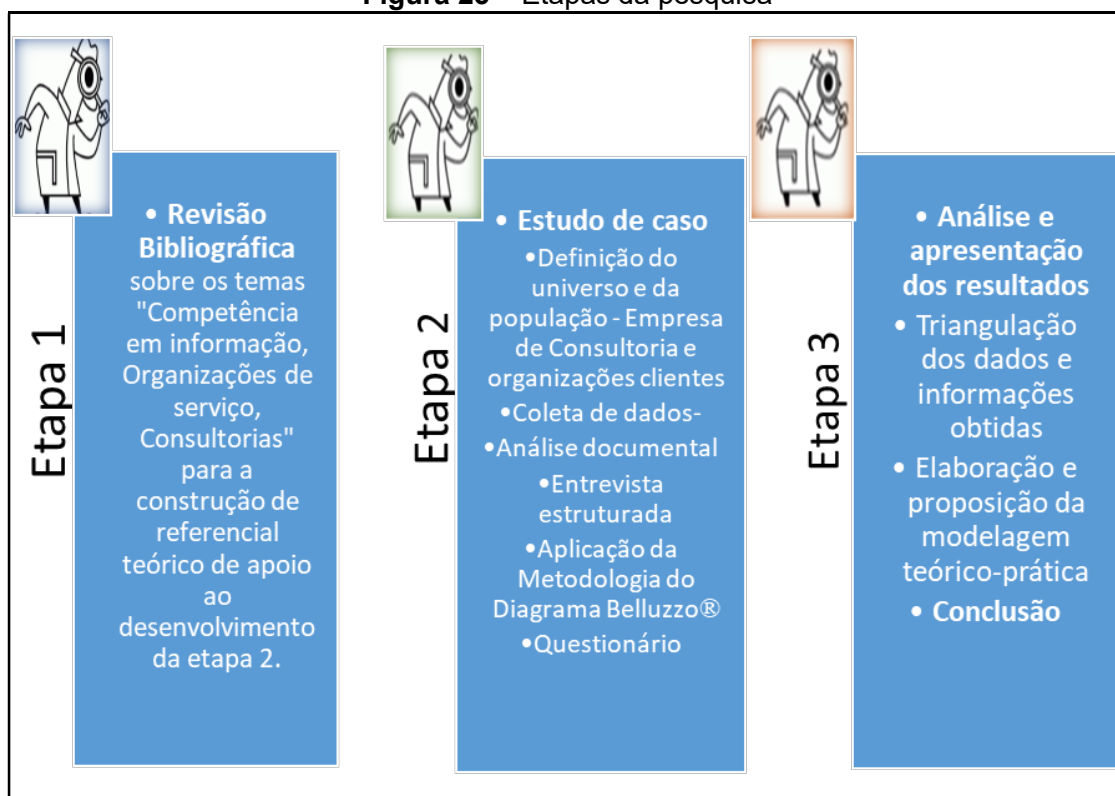 Etapas da pesquisa
Etapa 1
• Revisão
Bibliográfica
sobre os temas
"Competência
em informação,
Organizações de
serviço,
Consultorias"
para a
construção de
referencial
teórico de apoio
ao
desenvolvimento
da etapa 2.
Etapa 2
• Estudo de caso
•Definição do
universo e da
população - Empresa
de Consultoria e
organizações clientes
•Coleta de dados-
•Análise documental
•Entrevista
estruturada
•Aplicação da
Metodologia do
Diagrama Belluzzo®
•Questionário
Etapa 3
• Análise e
apresentação
dos resultados
• Triangulação
dos dados e
informações
obtidas
• Elaboração e
proposição da
modelagem
teórico-prática
• Conclusão